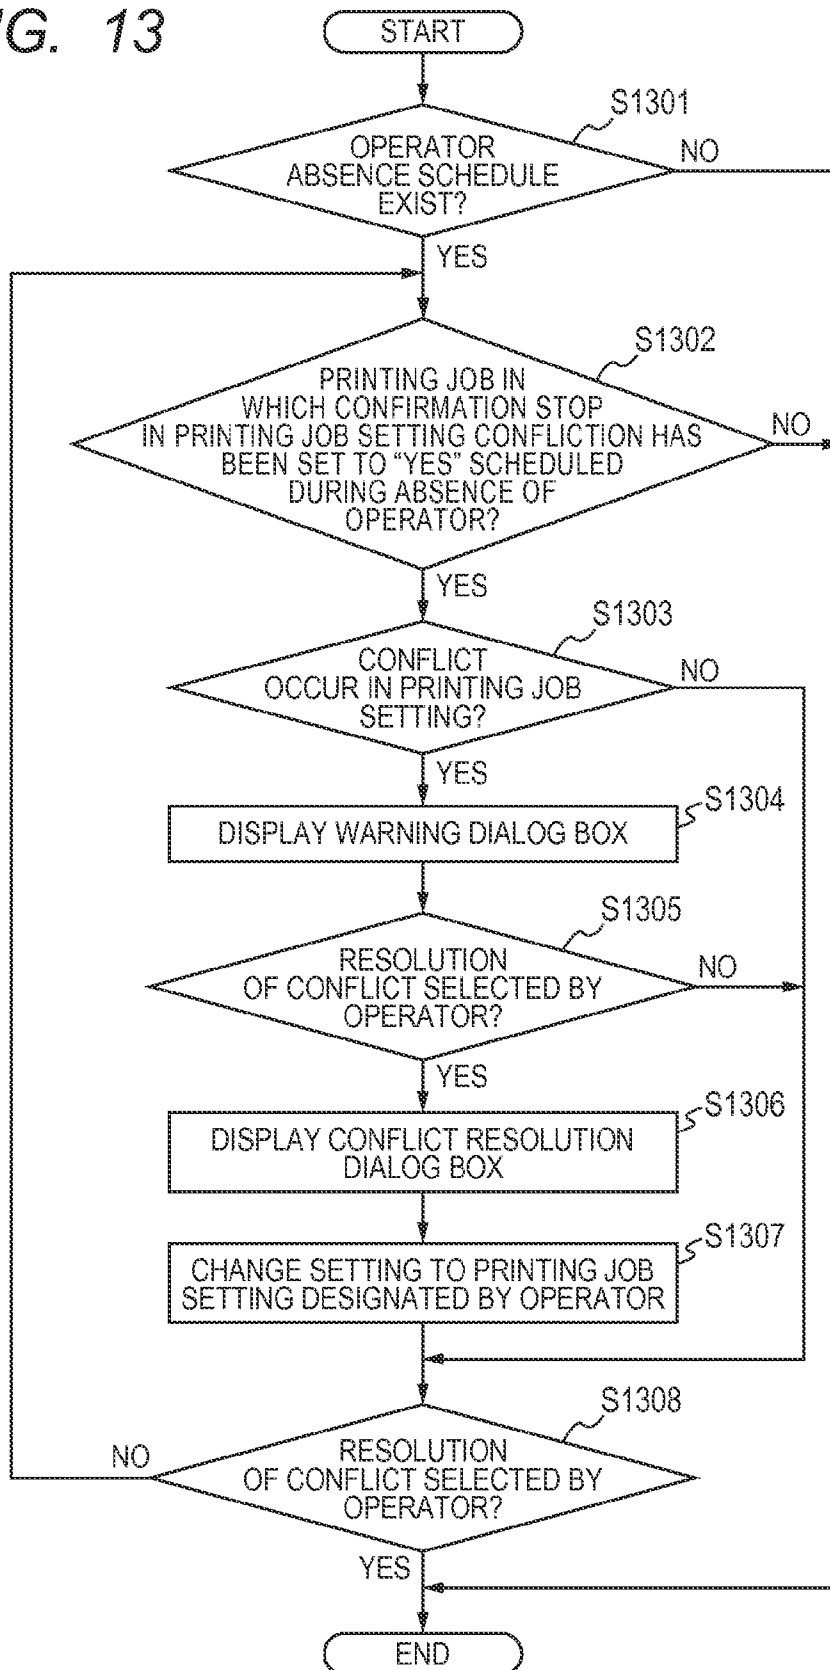 G. 13
START
S1301
OPERATOR
ABSENCE SCHEDULE
EXIST?
NO
YES
S1302
PRINTING JOB IN
WHICH CONFIRMATION STOP
IN PRINTING JOB SETTING CONFLICTION HAS
BEEN SET TO “YES” SCHEDULED
DURING ABSENCE OF
OPERATOR?
NO
YES
S1303
CONFLICT
OCCUR IN PRINTING JOB
SETTING?
NO
YES
S1304
DISPLAY WARNING DIALOG BOX
S1305
RESOLUTION
OF CONFLICT SELECTED BY
OPERATOR?
NO
YES
S1306
DISPLAY CONFLICT RESOLUTION
DIALOG BOX
S1307
CHANGE SETTING TO PRINTING JOB
SETTING DESIGNATED BY OPERATOR
S1308
NO
RESOLUTION
OF CONFLICT SELECTED BY
OPERATOR?
YES
END